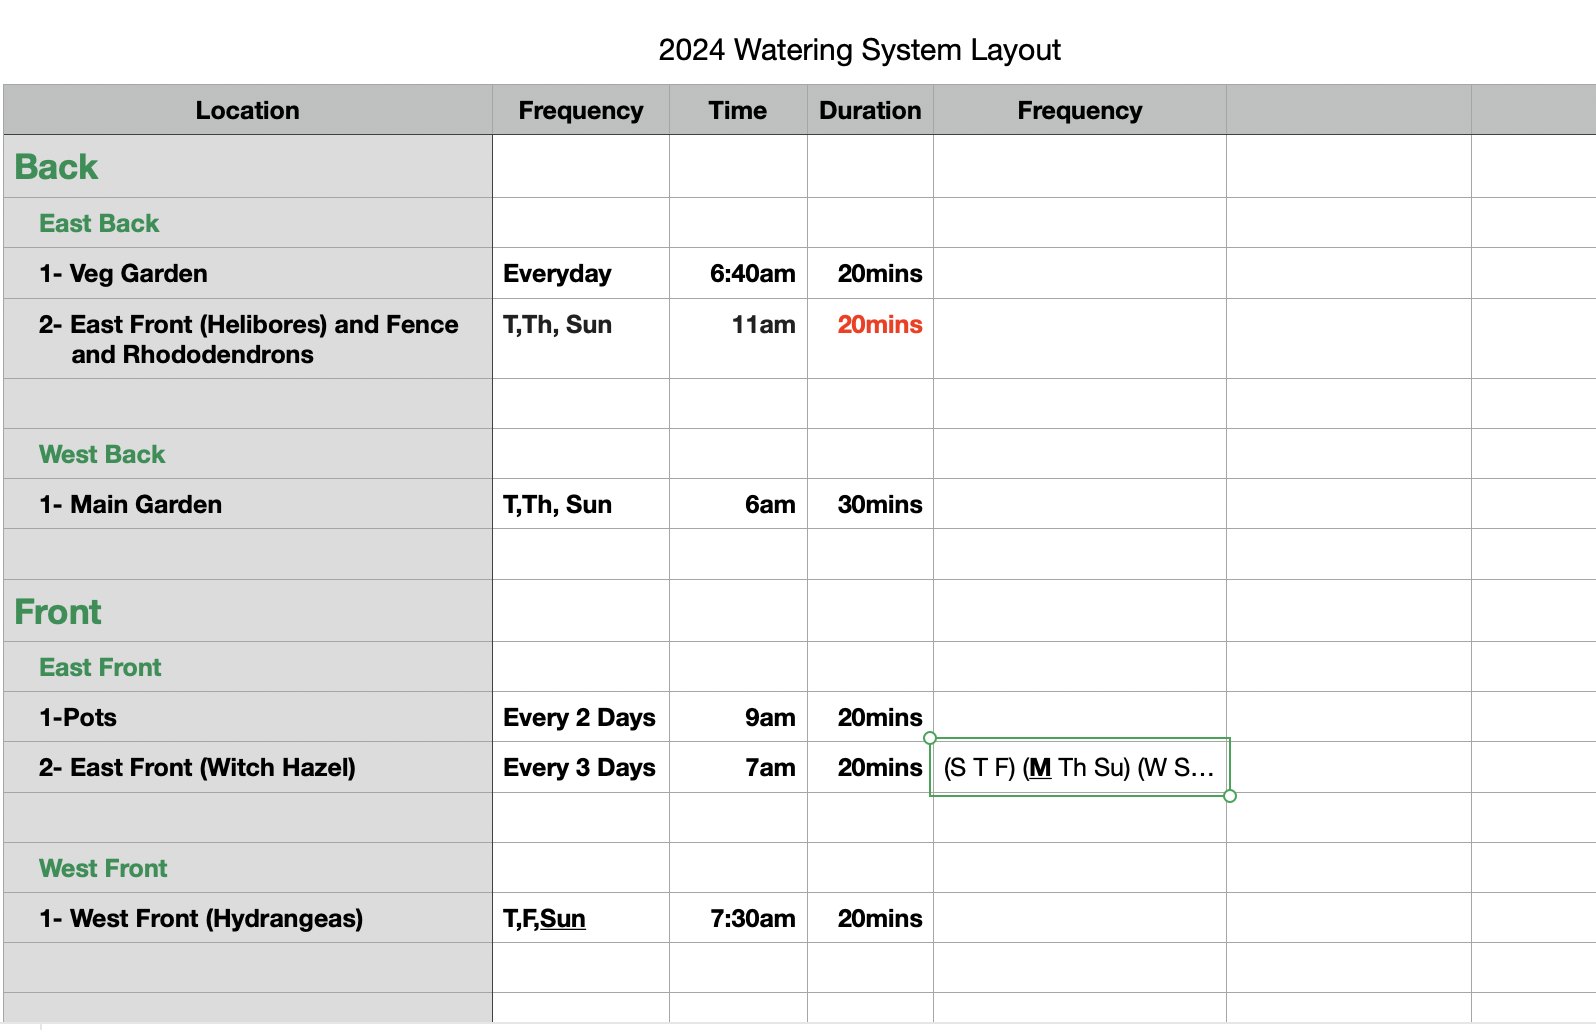 2024 Watering System Layout
Location Frequency Time Duration Frequency
Back
East Back
1- Veg Garden Everyday 6:40am 20mins
2- East Front (Helibores) and Fence T,Th, Sun 11am 20mins
and Rhododendrons
West Back
1- Main Garden T,Th, Sun 6am 30mins
Front
East Front
1-Pots Every 2 Days 9am 20mins
2- East Front (Witch Hazel) Every 3 Days 7am 20mins (S T F) (M Th Su) (W S…
West Front
1- West Front (Hydrangeas) T,F,Sun 7:30am 20mins